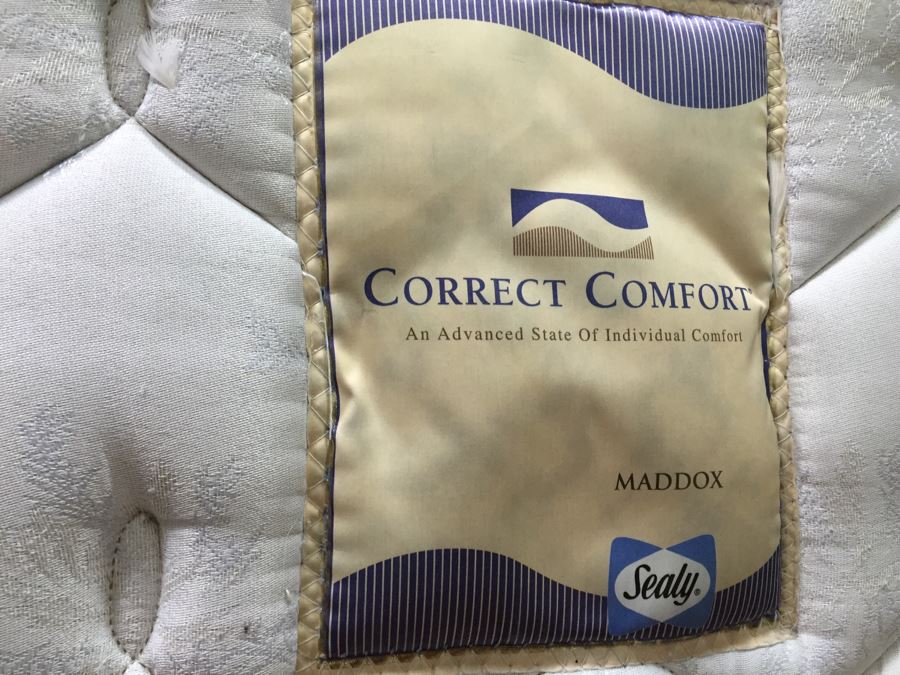 CORRECT COMFORT
An Advanced State Of Individual Comfort
MADDOX
Sealy®